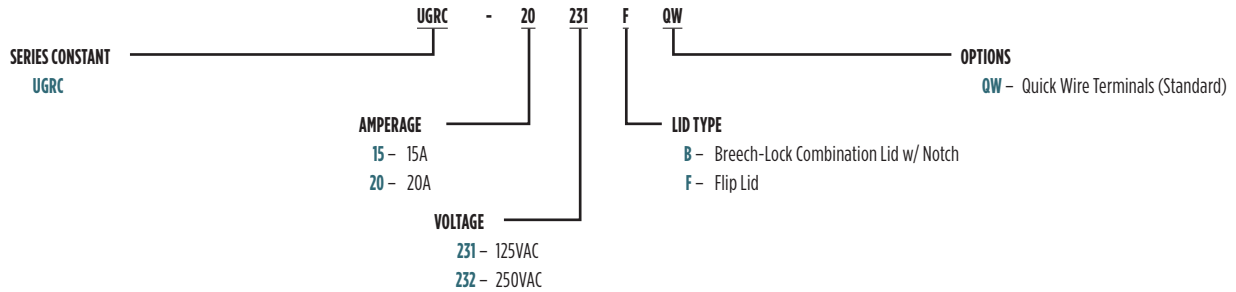 UGRC - 20 231 F QW
SERIES CONSTANT
UGRC
OPTIONS
QW – Quick Wire Terminals (Standard)
AMPERAGE
15 – 15A
20 – 20A
LID TYPE
B – Breech-Lock Combination Lid w/ Notch
F – Flip Lid
VOLTAGE
231 – 125VAC
232 – 250VAC